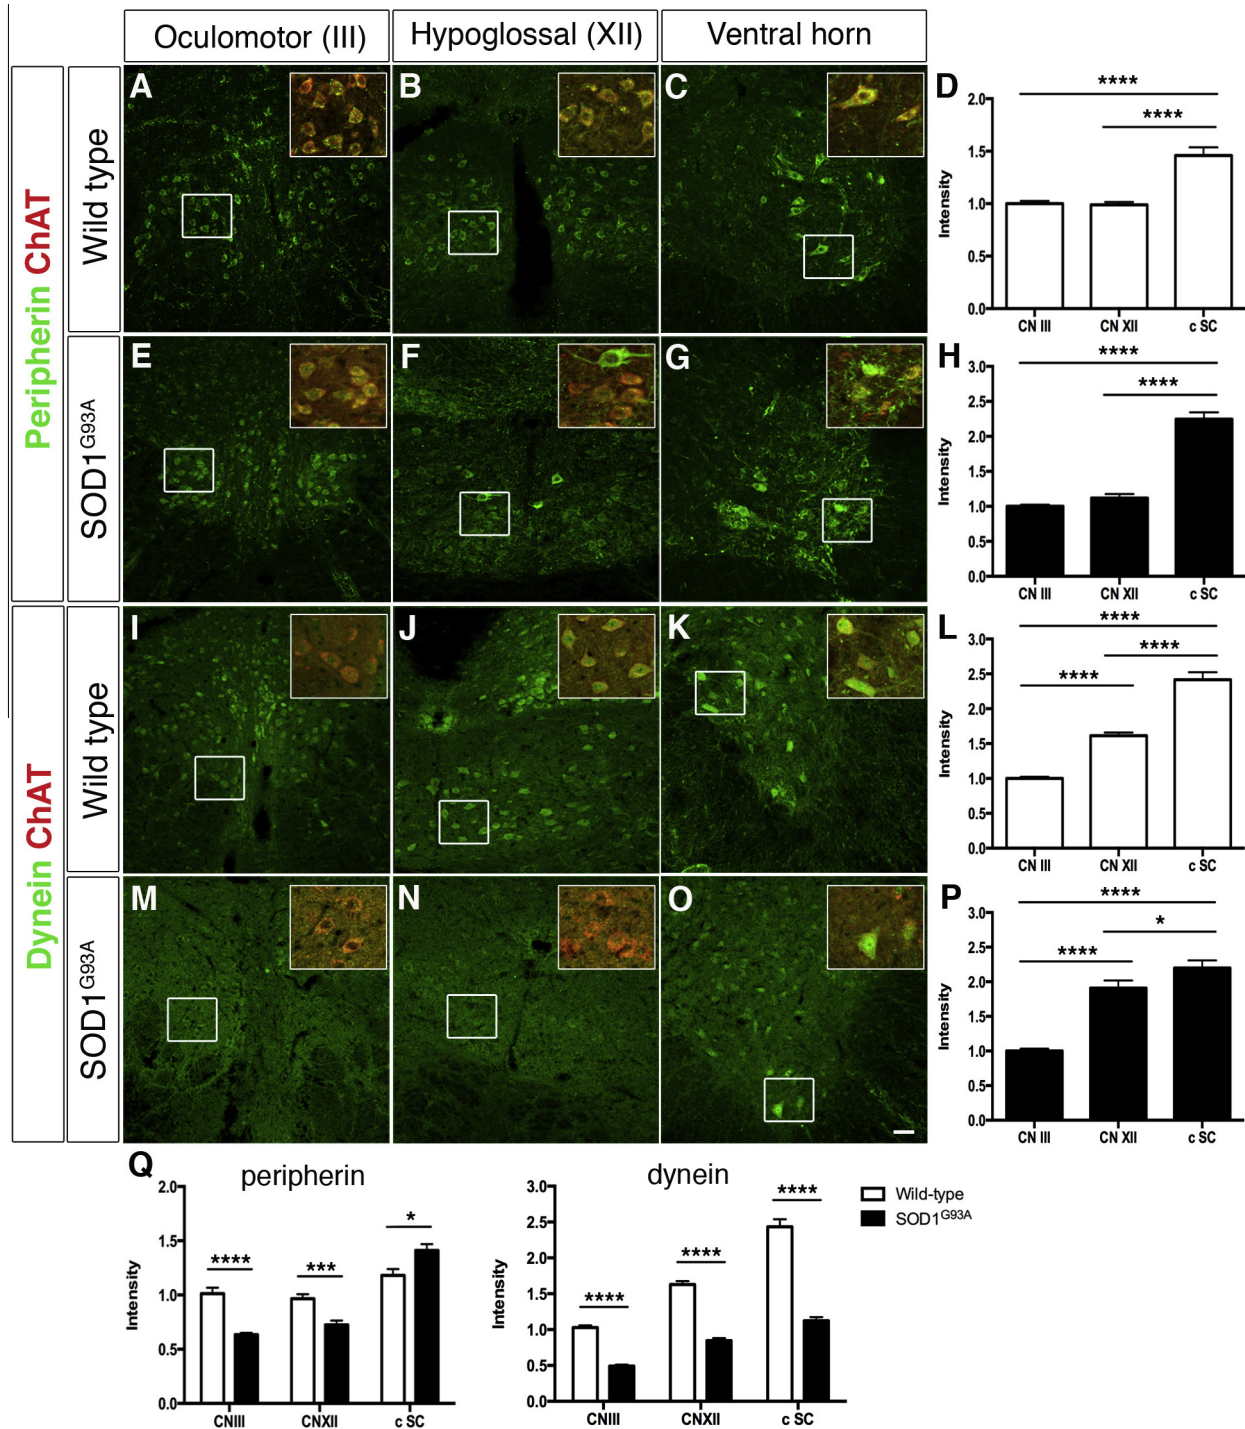 Oculomotor (III) Hypoglossal (XII) Ventral horn
Peripherin ChAT
Wild type
A B C D
****
****
2.0
1.5
1.0
0.5
0.0
Intensity
CN III CN XII c SC
SOD1G93A
E F G H
****
****
3.0
2.5
2.0
1.5
1.0
0.5
0.0
Intensity
CN III CN XII c SC
Dynein ChAT
Wild type
I J K L
****
****
****
3.0
2.5
2.0
1.5
1.0
0.5
0.0
Intensity
CN III CN XII c SC
SOD1G93A
M N O P
****
*
****
3.0
2.5
2.0
1.5
1.0
0.5
0.0
Intensity
CN III CN XII c SC
Q
peripherin
2.0
1.5
1.0
0.5
0.0
Intensity
**** *** *
CNIII CNXII c SC
dynein
3.0
2.5
2.0
1.5
1.0
0.5
0.0
Intensity
**** **** ****
CNIII CNXII c SC
Wild-type
SOD1G93A